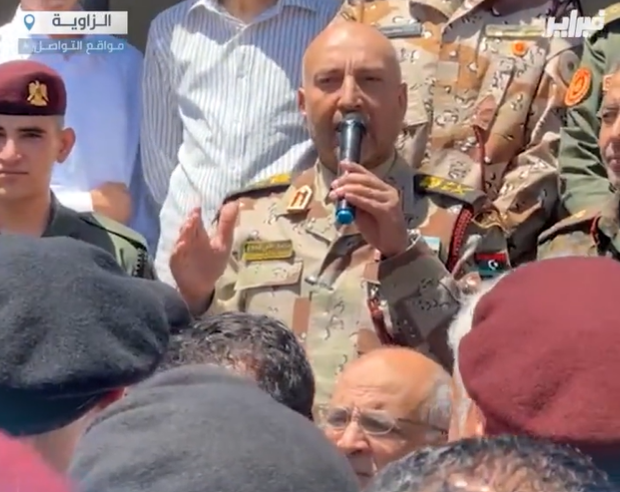 الزاوية
فبراير
مواقع التواصل